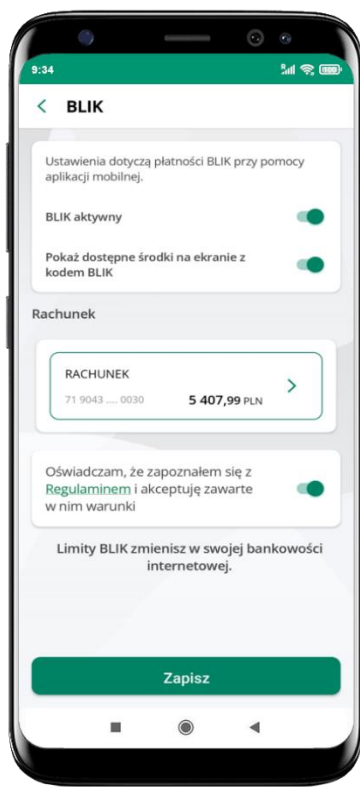 9:34
BLIK
Ustawienia dotyczą płatności BLIK przy pomocy
aplikacji mobilnej.
BLIK aktywny
Pokaż dostępne środki na ekranie z
kodem BLIK
Rachunek
RACHUNEK
71 9043 .... 0030 5 407,99 PLN
Oświadczam, że zapoznałem się z
Regulaminem i akceptuję zawarte
w nim warunki
Limity BLIK zmienisz w swojej bankowości
internetowej.
Zapisz